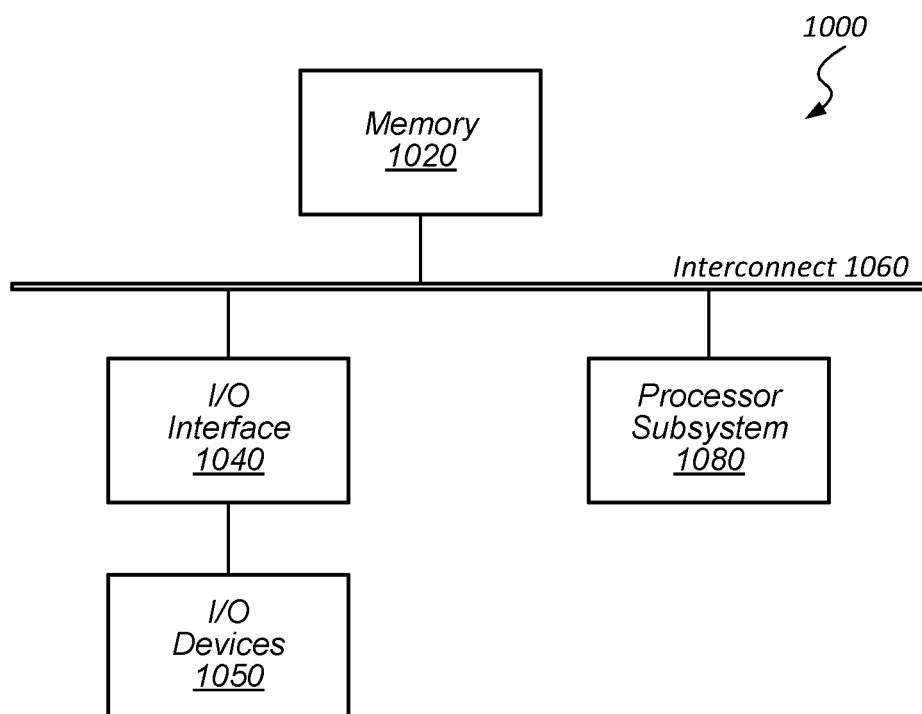 1000
Memory
1020
Interconnect 1060
I/O
Interface
1040
Processor
Subsystem
1080
I/O
Devices
1050